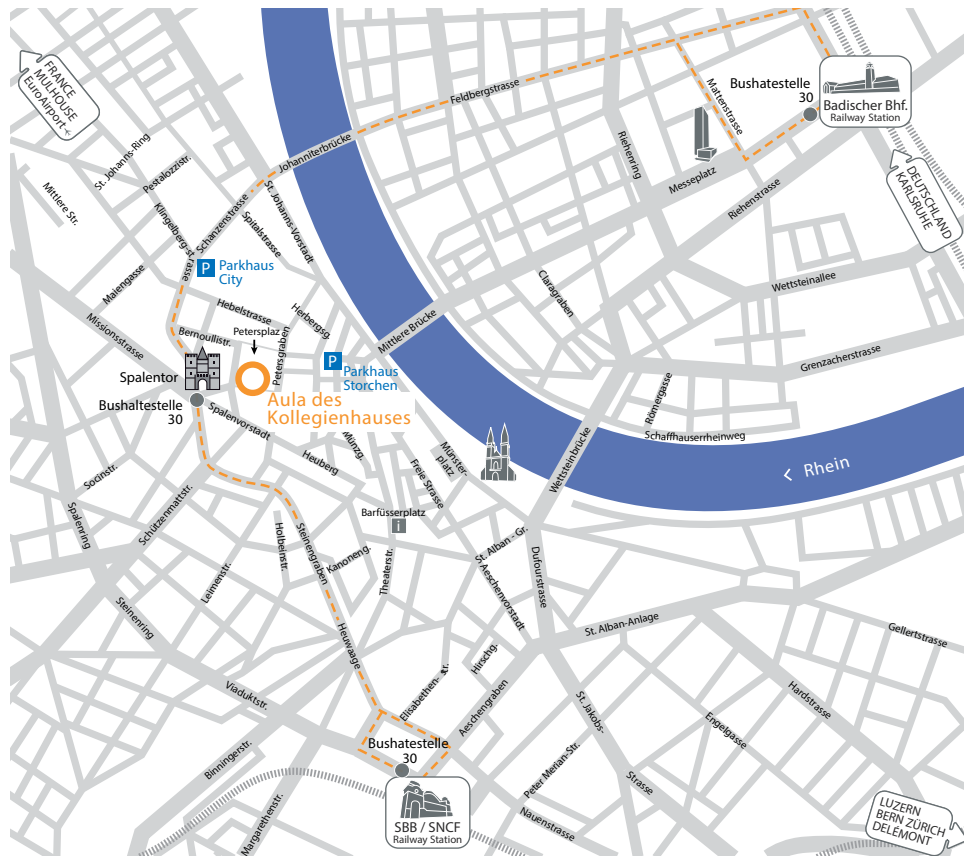 FRANCE
MULHOUSE
EuroAirport
St. Johanns-Ring
Pestalozzistr.
Mittlere Str.
Klingelberg-st
rasse
Schanzenstrasse
Johanniterbrücke
Feldbergstrasse
St. Johanns-Vorstadt
Spitalstrasse
Mattenstrasse
Bushatestelle
30
Badischer Bhf.
Railway Station
Riehenring
Messeplatz
Riehenstrasse
DEUTSCHLAND
KARLSRUHE
P
Parkhaus
City
Maiengasse
Missionsstrasse
Hebelstrasse
Herbergsg.
Bernoullistr.
Petersplaz
Petersgraben
P
Parkhaus
Storchen
Mittlere Brücke
Claragraben
Wettsteinallee
Grenzacherstrasse
Römergasse
Schaffhauserrheinweg
Wettsteinbrücke
< Rhein
Spalentor
Bushaltestelle
30
Aula des
Kollegienhauses
Spalenvorstadt
Heuberg
Münzg.
Freie Strasse
Münster-
platz
Socinstr.
Spalenring
Schützenmattstr.
Steinengraben
Holbeinstr.
Kanoneng.
Barfüsserplatz
i
Theaterstr.
St. Alban - Gr.
Aeschenvorstadt
Dufourstrasse
St. Alban-Anlage
Gellertstrasse
Hardstrasse
Engelgasse
Leimenstr.
Steinenring
Heuwaage
Viaduktstr.
Elisabethen- str.
Hirschg.
Aeschengraben
St. Jakobs-
Strasse
Peter Merian-Str.
Nauenstrasse
Binningerstr.
Margarethenstr.
Bushatestelle
30
SBB / SNCF
Railway Station
LUZERN
BERN ZÜRICH
DELÉMONT